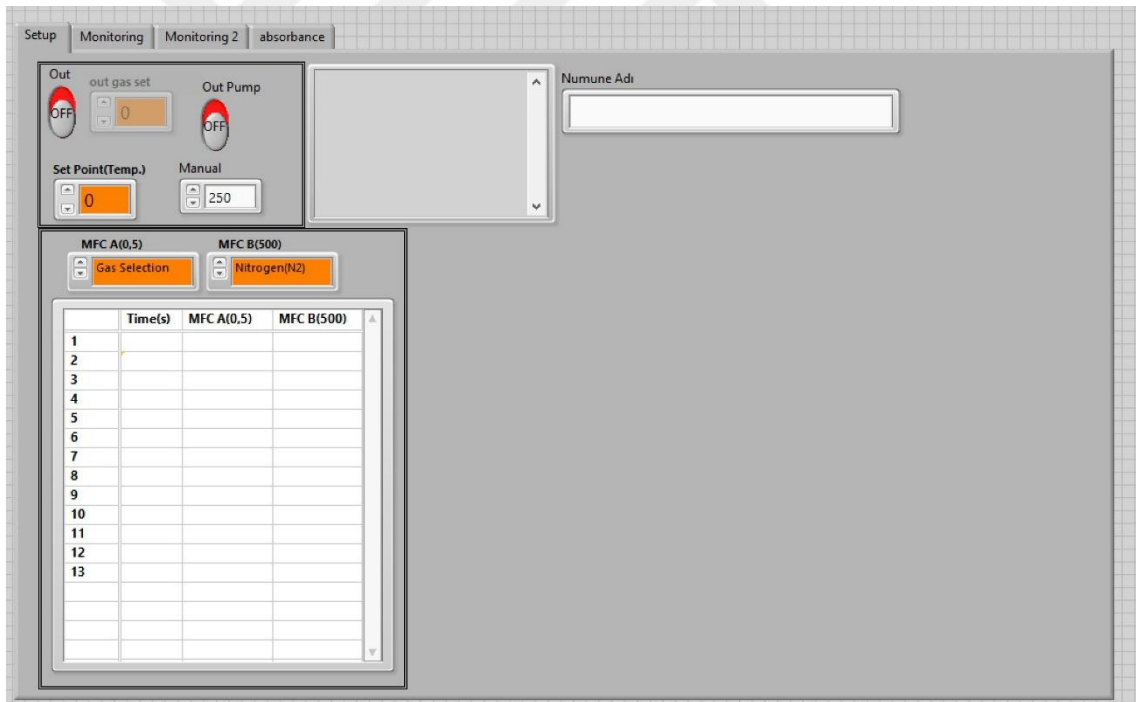 Setup Monitoring Monitoring 2 absorbance
Out out gas set Out Pump
OFF 0 OFF
Set Point(Temp.) Manual
0 250
Numune Adı
MFC A(0,5) MFC B(500)
Gas Selection Nitrogen(N2)
Time(s) MFC A(0,5) MFC B(500)
1
2
3
4
5
6
7
8
9
10
11
12
13